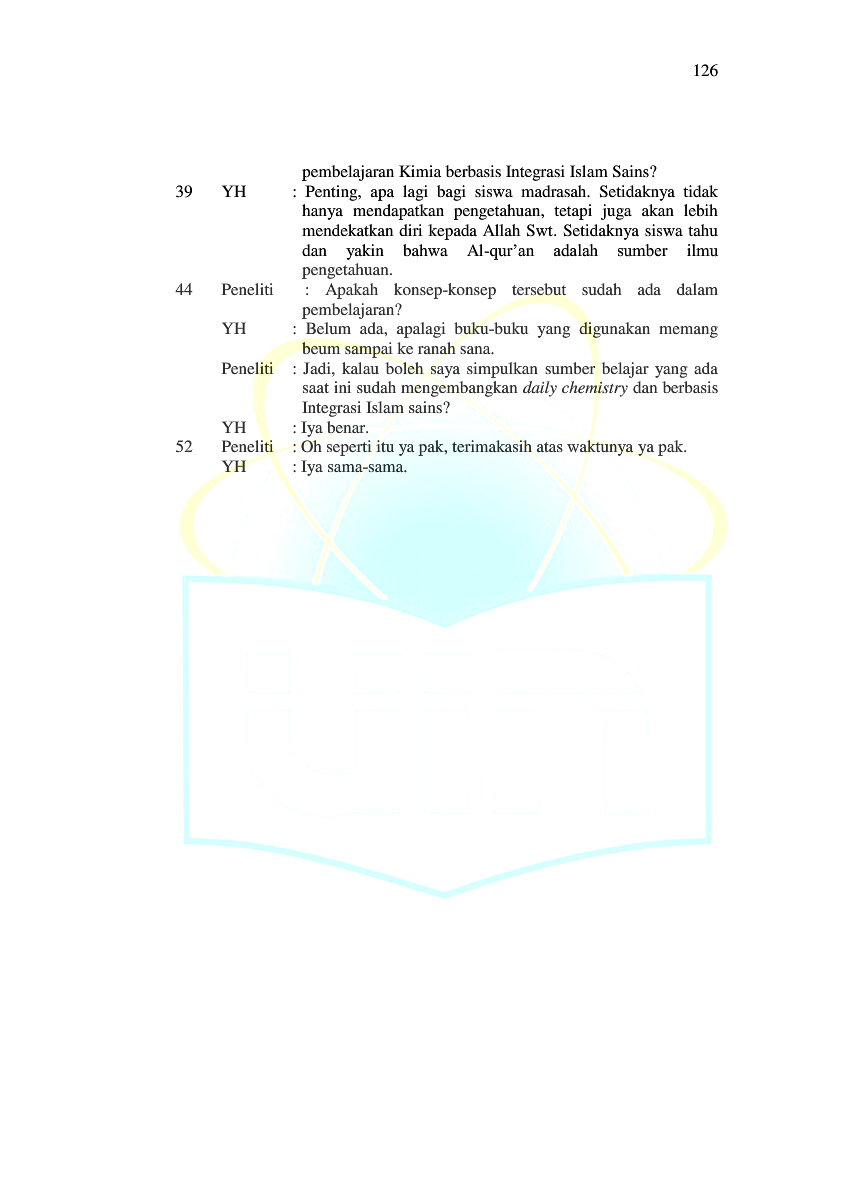 126
pembelajaran Kimia berbasis Integrasi Islam Sains?
39 YH : Penting, apa lagi bagi siswa madrasah. Setidaknya tidak
hanya mendapatkan pengetahuan, tetapi juga akan lebih
mendekatkan diri kepada Allah Swt. Setidaknya siswa tahu
dan yakin bahwa Al-qur’an adalah sumber ilmu
pengetahuan.
44 Peneliti : Apakah konsep-konsep tersebut sudah ada dalam
pembelajaran?
YH : Belum ada, apalagi buku-buku yang digunakan memang
beum sampai ke ranah sana.
Peneliti : Jadi, kalau boleh saya simpulkan sumber belajar yang ada
saat ini sudah mengembangkan daily chemistry dan berbasis
Integrasi Islam sains?
YH : Iya benar.
52 Peneliti : Oh seperti itu ya pak, terimakasih atas waktunya ya pak.
YH : Iya sama-sama.